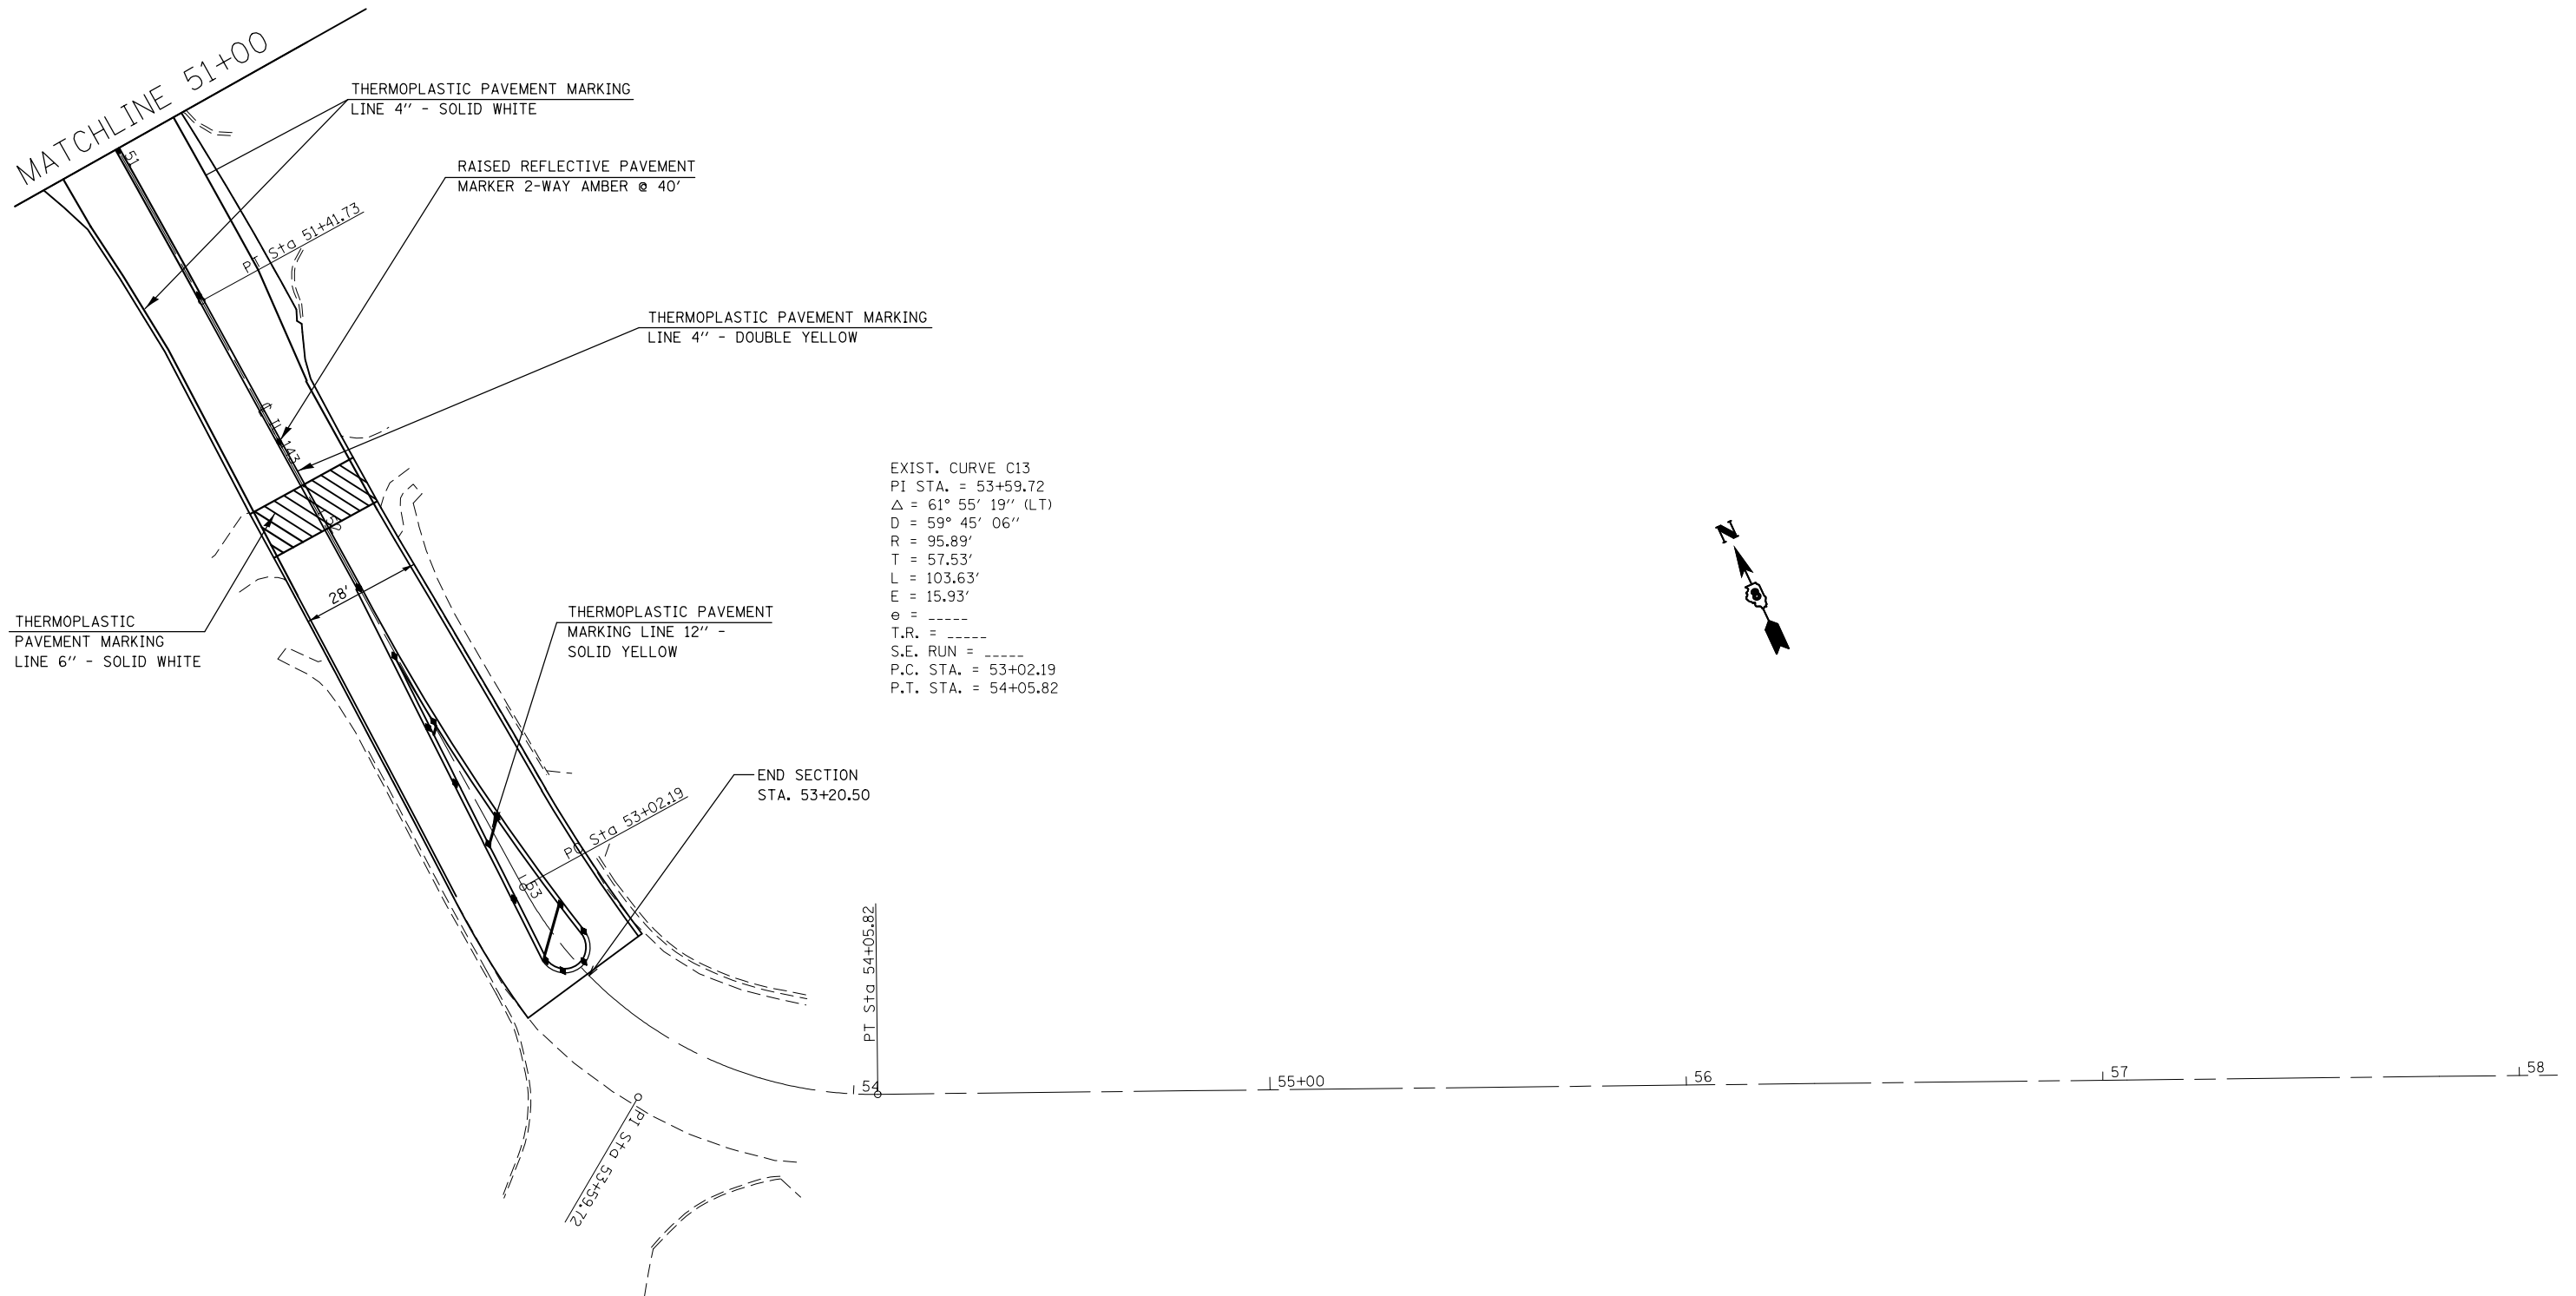 MATCHLINE 51+00
THERMOPLASTIC PAVEMENT MARKING
LINE 4" - SOLID WHITE
RAISED REFLECTIVE PAVEMENT
MARKER 2-WAY AMBER @ 40'
51
PT Sta 51+41.73
THERMOPLASTIC PAVEMENT MARKING
LINE 4" - DOUBLE YELLOW
℄ IL 143
52
28'
THERMOPLASTIC
PAVEMENT MARKING
LINE 6" - SOLID WHITE
THERMOPLASTIC PAVEMENT
MARKING LINE 12" -
SOLID YELLOW
EXIST. CURVE C13
PI STA. = 53+59.72
△ = 61° 55' 19" (LT)
D = 59° 45' 06"
R = 95.89'
T = 57.53'
L = 103.63'
E = 15.93'
e = _____
T.R. = _____
S.E. RUN = _____
P.C. STA. = 53+02.19
P.T. STA. = 54+05.82
N
END SECTION
STA. 53+20.50
PC Sta 53+02.19
53
PT Sta 54+05.82
54
55+00
56
57
58
PI Sta 53+59.72